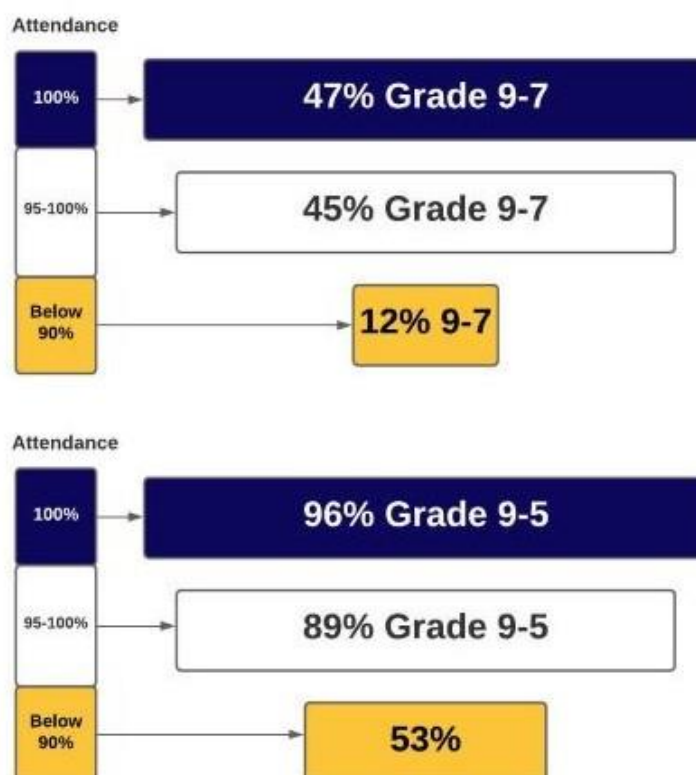 Attendance
100%
47% Grade 9-7
95-100%
45% Grade 9-7
Below
90%
12% 9-7
Attendance
100%
96% Grade 9-5
95-100%
89% Grade 9-5
Below
90%
53%